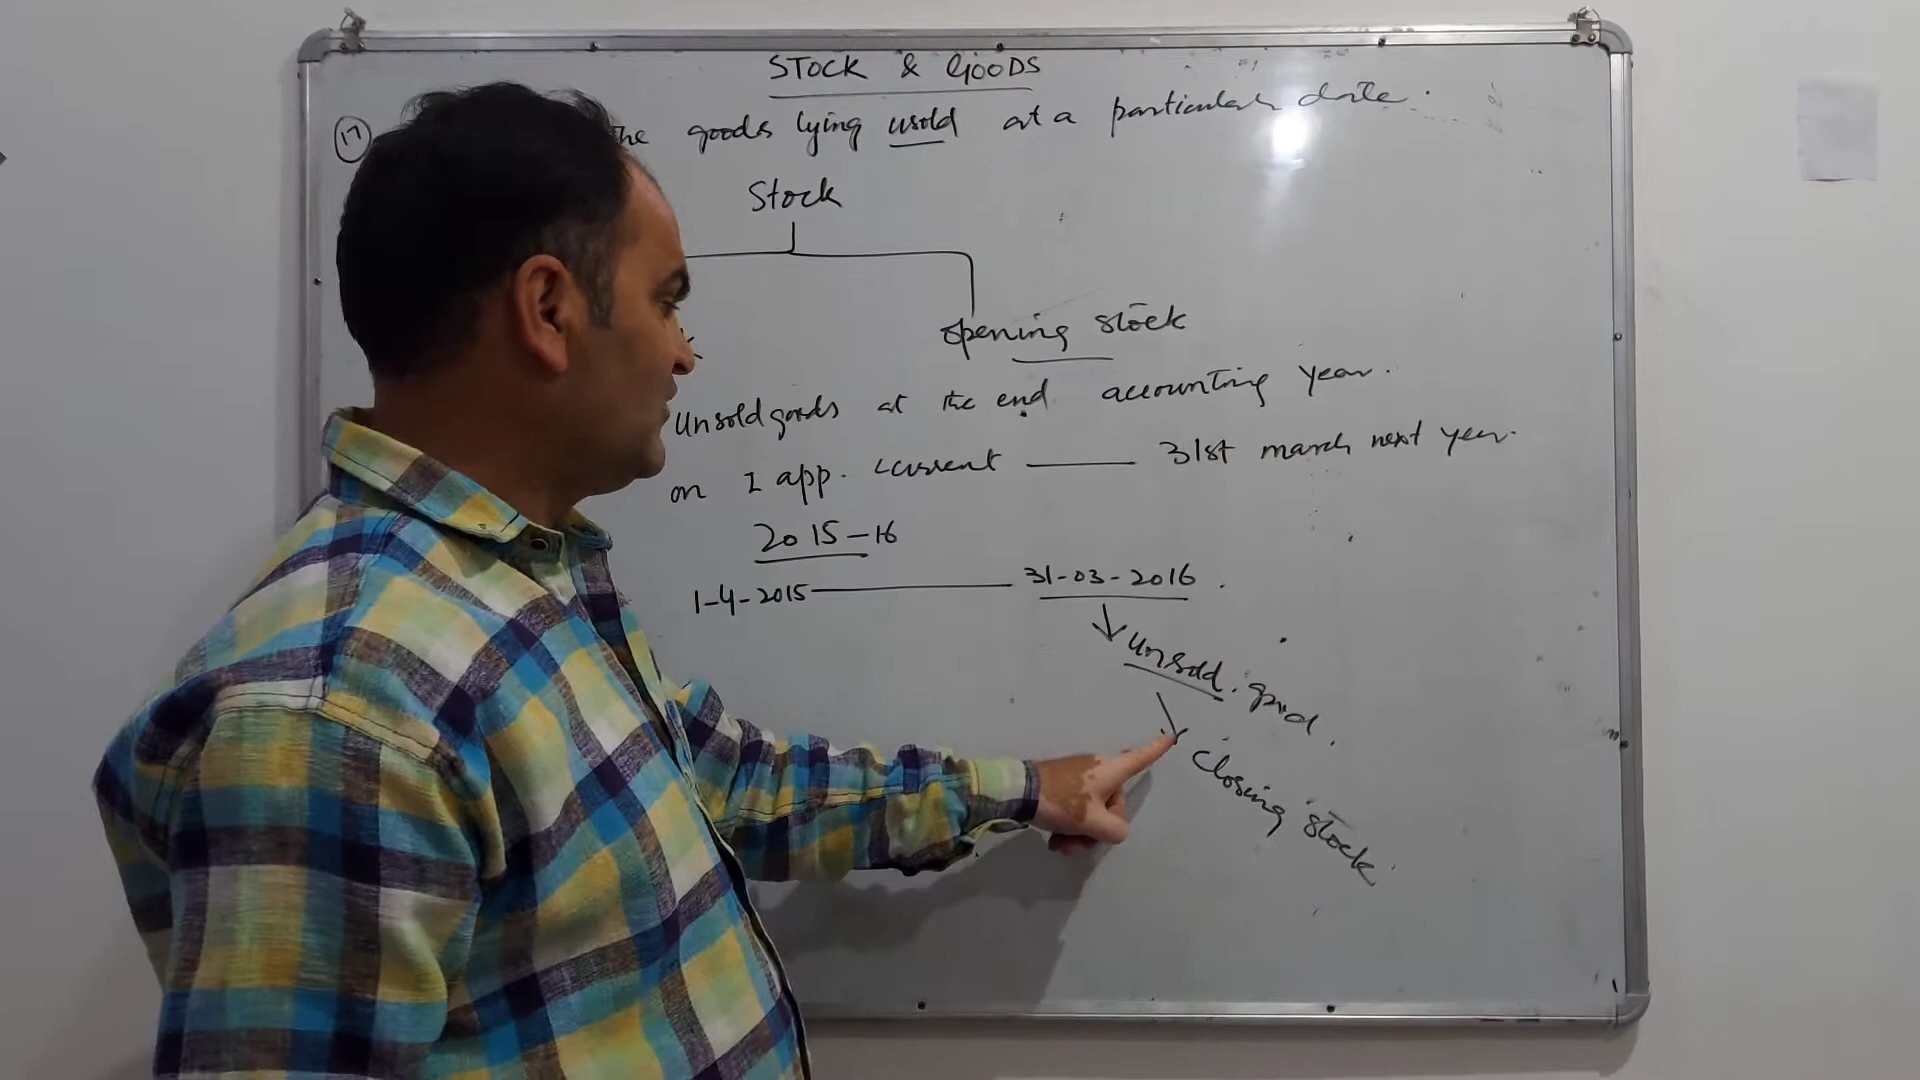 STOCK & GOODS
17 he goods lying usold at a particular date.
Stock
k opening stock
Unsold goods at the end accounting year.
on 1 app. current — 31st march next year.
2015-16
1-4-2015 — 31-03-2016.
Unsold. good.
Closing stock